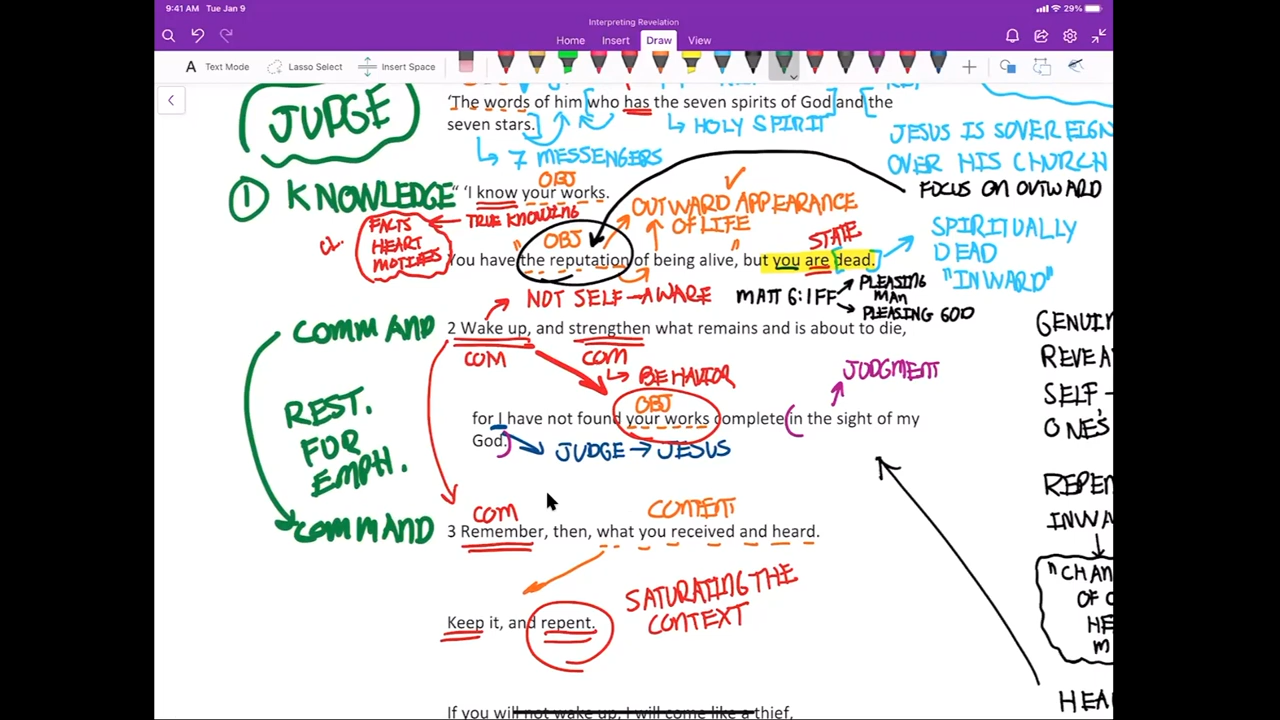 9:41 AM Tue Jan 9
29%
Interpreting Revelation
Home Insert Draw View
Text Mode Lasso Select Insert Space
JUDGE
'The words of him [who has the seven spirits of God] and [the
seven stars.]
HOLY SPIRIT
7 MESSENGERS
JESUS IS SOVEREIGN
OVER HIS CHURCH
FOCUS ON OUTWARD
① KNOWLEDGE
OBJ
" 'I know your works.
TRUE KNOWING
FACTS
HEART
MOTIVES
OUTWARD APPEARANCE
OF LIFE
" OBJ "
STATE
You have the reputation of being alive, but you are [dead.]
SPIRITUALLY
DEAD
"INWARD"
NOT SELF-AWARE
MATT 6:1FF
PLEASING
MAN
PLEASING GOD
COMMAND
2 Wake up, and strengthen what remains and is about to die,
COM
COM
BEHAVIOR
JUDGMENT
OBJ
for I have not found your works complete (in the sight of my
God.)
JUDGE → JESUS
REST.
FOR
EMPH.
COMMAND
COM
CONTENT
3 Remember, then, what you received and heard.
SATURATING THE
CONTEXT
Keep it, and repent.
If you will not wake up, I will come like a thief,
GENUIN
REVEA
SELF-
ONE'S
REPEN
INWA
"CHAN
OF
HE
M
HEA